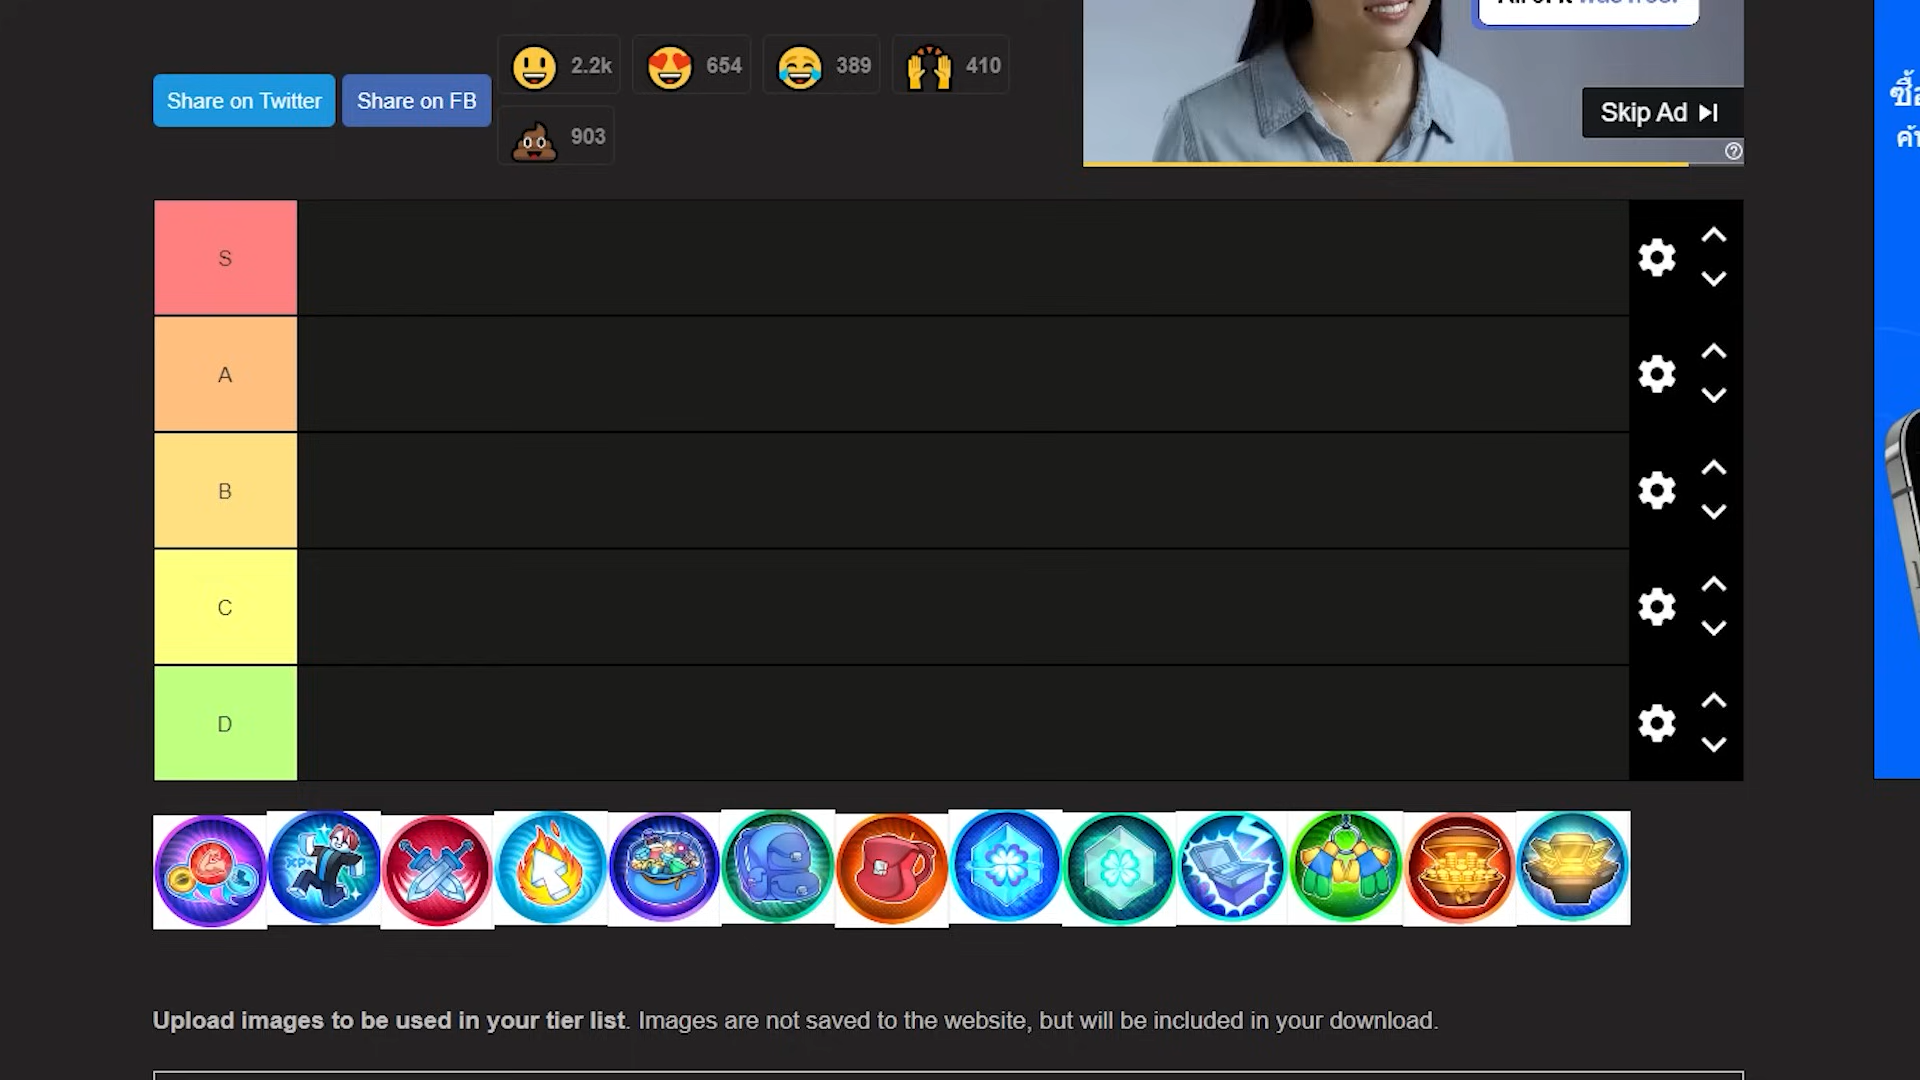 Share on Twitter
Share on FB
2.2k
654
389
410
903
Skip Ad
S
A
B
C
D
XP+
Upload images to be used in your tier list. Images are not saved to the website, but will be included in your download.